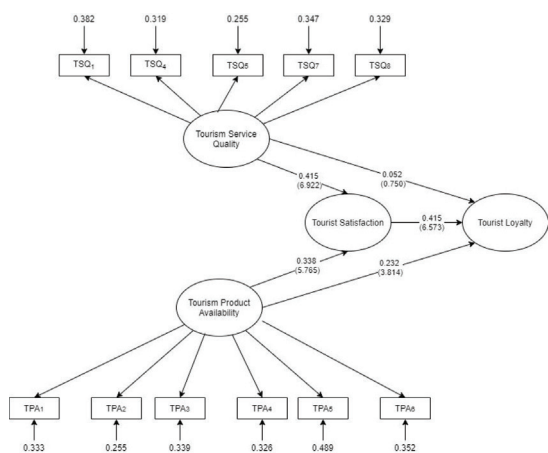 0.382 0.319 0.255 0.347 0.329
TSQ1 TSQ4 TSQ5 TSQ7 TSQ8
Tourism Service
Quality
0.415
(6.922)
0.052
(0.750)
Tourist Satisfaction
0.415
(6.573)
Tourist Loyalty
0.338
(5.765)
0.232
(3.814)
Tourism Product
Availability
TPA1 TPA2 TPA3 TPA4 TPA5 TPA6
0.333 0.255 0.339 0.326 0.489 0.352